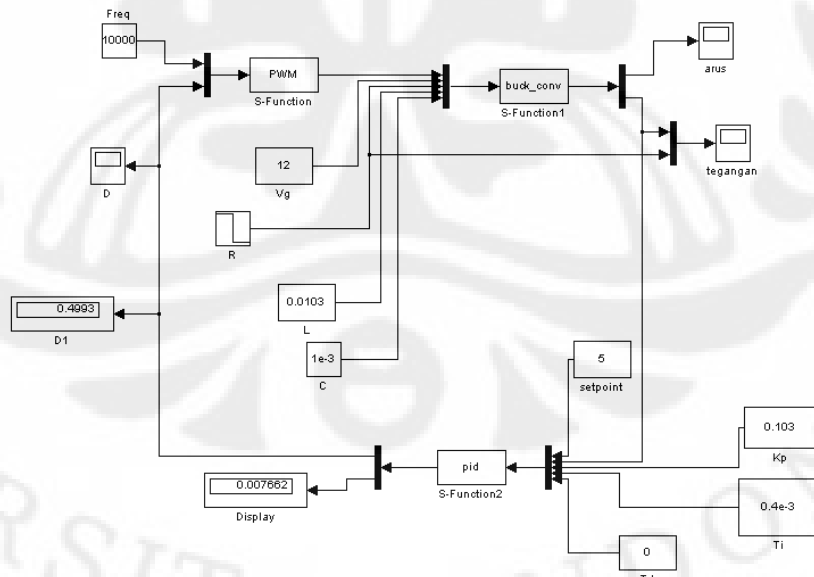 Freq
10000
PWM
S-Function
buck_conv
S-Function1
arus
tegangan
D
12
Vg
R
0.4993
D1
0.0103
L
1e-3
C
5
setpoint
0.103
Kp
pid
S-Function2
0.007662
Display
0.4e-3
Ti
0